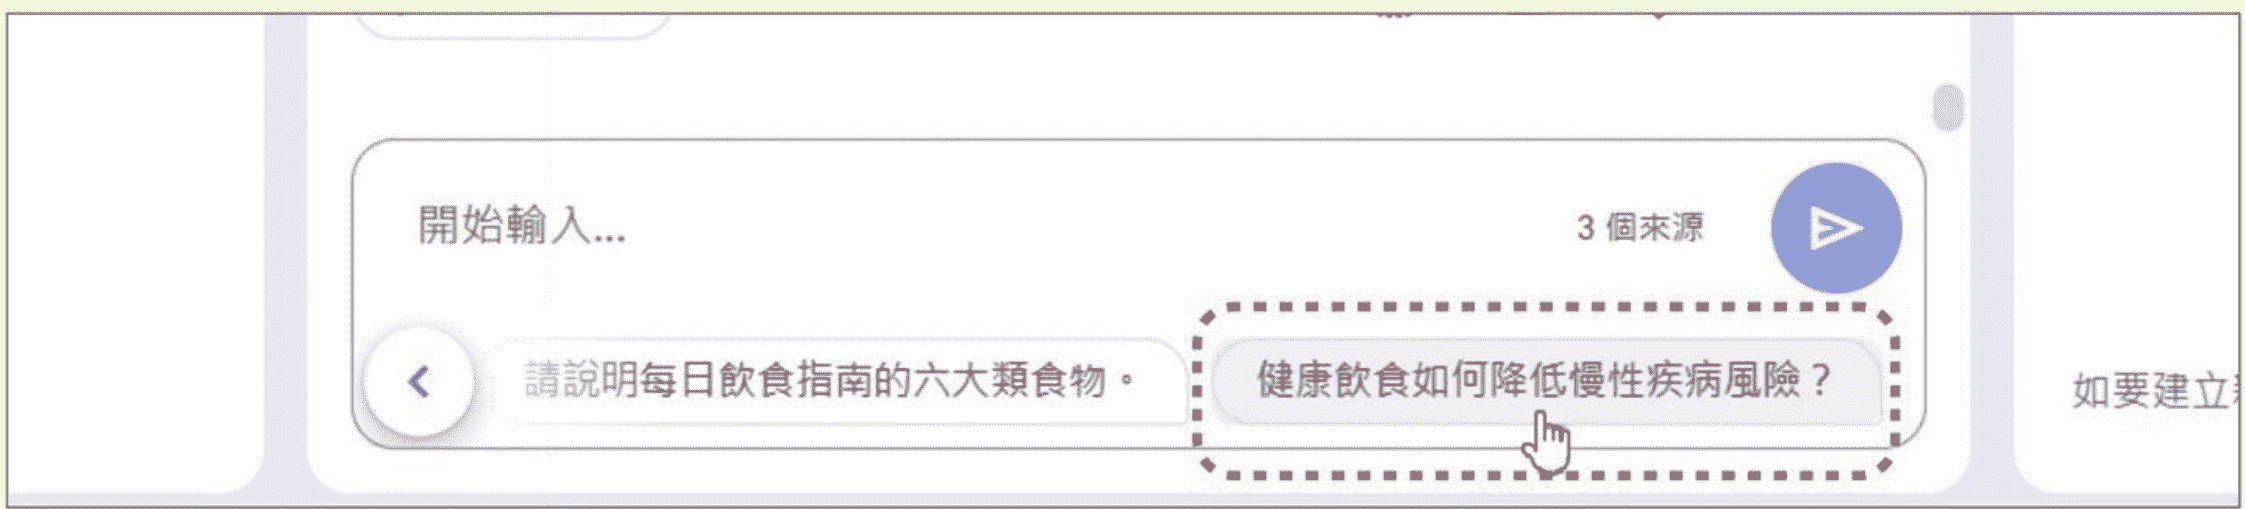 開始輸入...
3 個來源
請說明每日飲食指南的六大類食物。
健康飲食如何降低慢性疾病風險？
如要建立